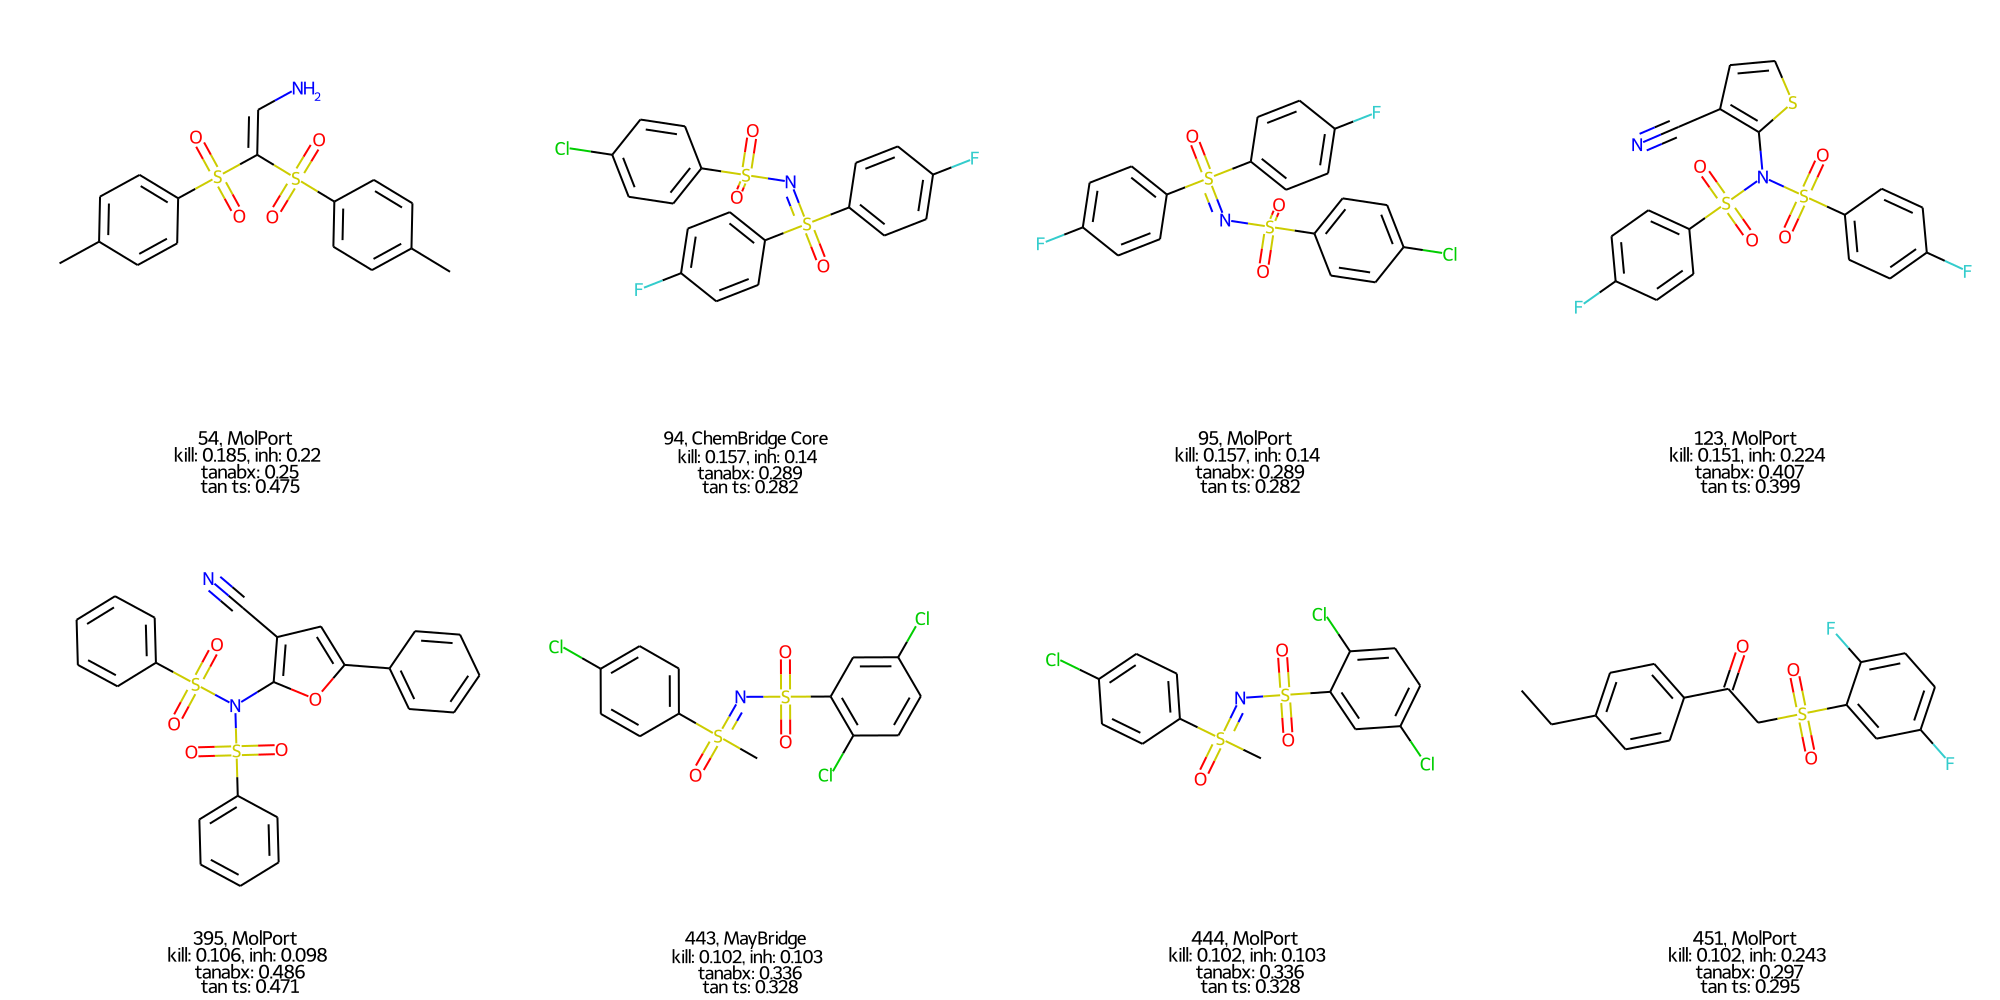 NH2
O
O
O
O
54, MolPort
kill: 0.185, inh: 0.22
tanabx: 0.25
tan ts: 0.475
Cl
O
S
O
N
S
O
F
F
94, ChemBridge Core
kill: 0.157, inh: 0.14
tanabx: 0.289
tan ts: 0.282
F
O
S
N
O
S
O
Cl
F
95, MolPort
kill: 0.157, inh: 0.14
tanabx: 0.289
tan ts: 0.282
S
N
N
O
O
S
S
O
O
F
F
123, MolPort
kill: 0.151, inh: 0.224
tanabx: 0.407
tan ts: 0.399
N
O
S
O
N
O
O
S
O
395, MolPort
kill: 0.106, inh: 0.098
tanabx: 0.486
tan ts: 0.471
Cl
Cl
O
N
S
O
S
O
Cl
443, MayBridge
kill: 0.102, inh: 0.103
tanabx: 0.336
tan ts: 0.328
Cl
Cl
O
N
S
O
S
O
Cl
444, MolPort
kill: 0.102, inh: 0.103
tanabx: 0.336
tan ts: 0.328
F
O
O
S
O
F
451, MolPort
kill: 0.102, inh: 0.243
tanabx: 0.297
tan ts: 0.295